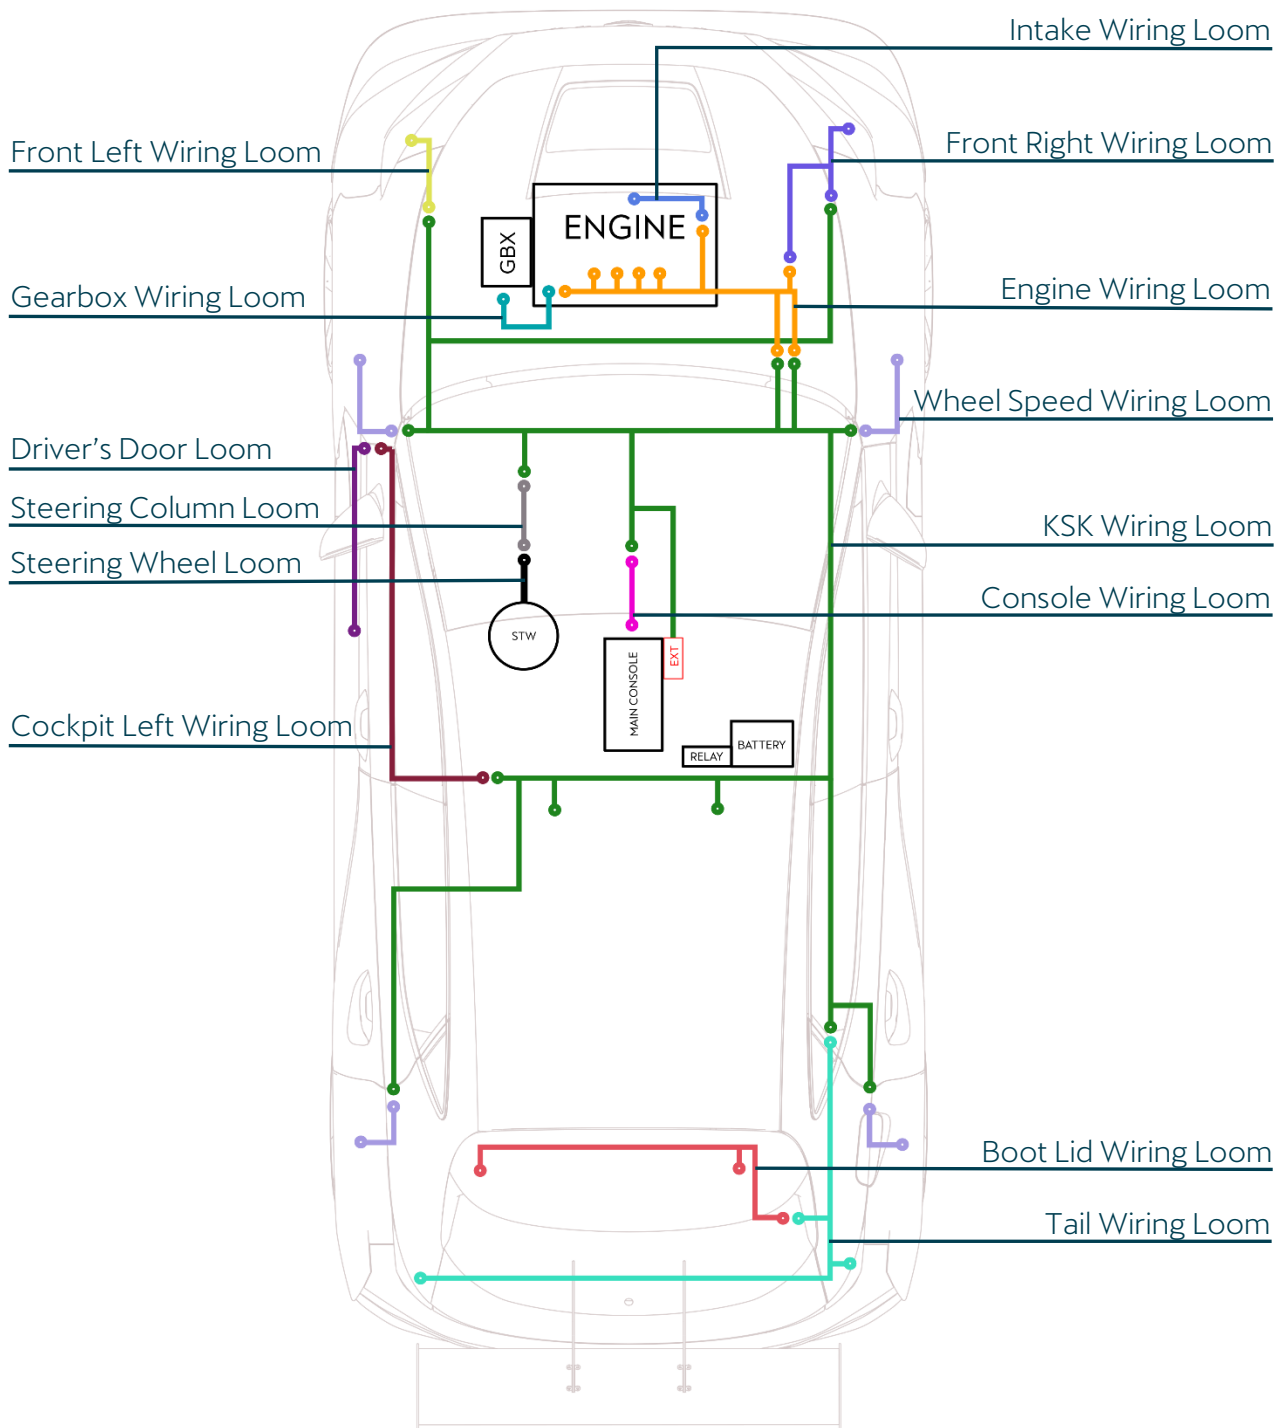 Intake Wiring Loom
Front Left Wiring Loom
Front Right Wiring Loom
ENGINE
GBX
Gearbox Wiring Loom
Engine Wiring Loom
Wheel Speed Wiring Loom
Driver's Door Loom
Steering Column Loom
KSK Wiring Loom
Steering Wheel Loom
Console Wiring Loom
STW
EXT
MAIN CONSOLE
Cockpit Left Wiring Loom
BATTERY
RELAY
Boot Lid Wiring Loom
Tail Wiring Loom